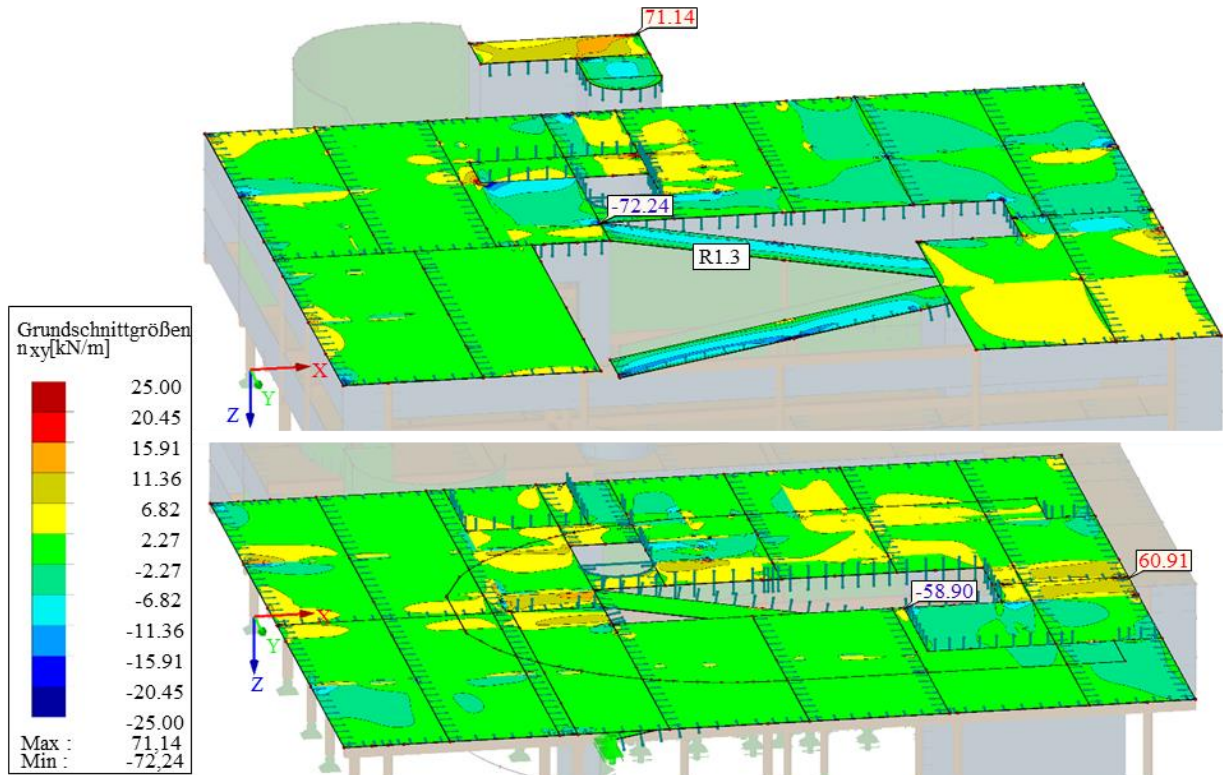 71.14
-72.24
R1.3
Grundschnittgrößen
nxy[kN/m]
25.00
20.45
15.91
11.36
6.82
2.27
-2.27
-6.82
-11.36
-15.91
-20.45
-25.00
Max : 71,14
Min : -72,24
X
Y
Z
60.91
-58.90
X
Y
Z